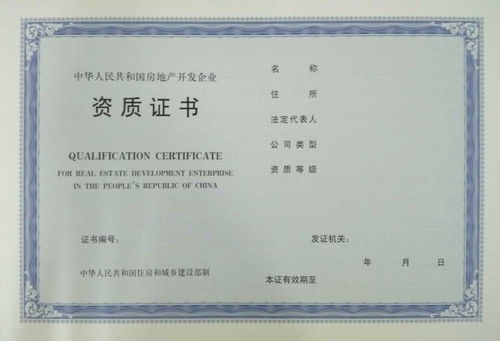 中华人民共和国房地产开发企业
资质证书
QUALIFICATION CERTIFICATE
FOR REAL ESTATE DEVELOPMENT ENTERPRISE
IN THE PEOPLE'S REPUBLIC OF CHINA
证书编号：
中华人民共和国住房和城乡建设部制
名称
住所
法定代表人
公司类型
资质等级
发证机关：
年 月 日
本证有效期至